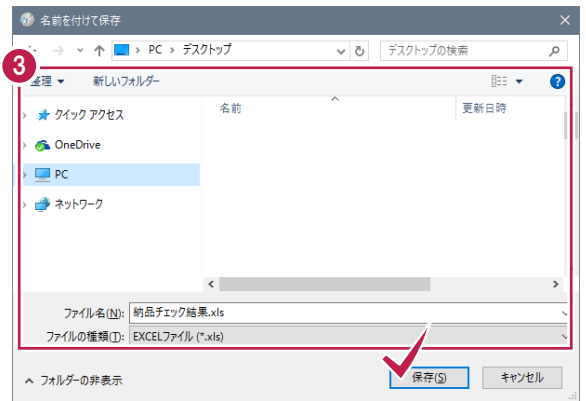 名前を付けて保存
PC > デスクトップ
デスクトップの検索
3
整理 新しいフォルダー
名前 更新日時
クイック アクセス
OneDrive
PC
ネットワーク
ファイル名(N): 納品チェック結果.xls
ファイルの種類(T): EXCELファイル (*.xls)
フォルダーの非表示
保存(S) キャンセル